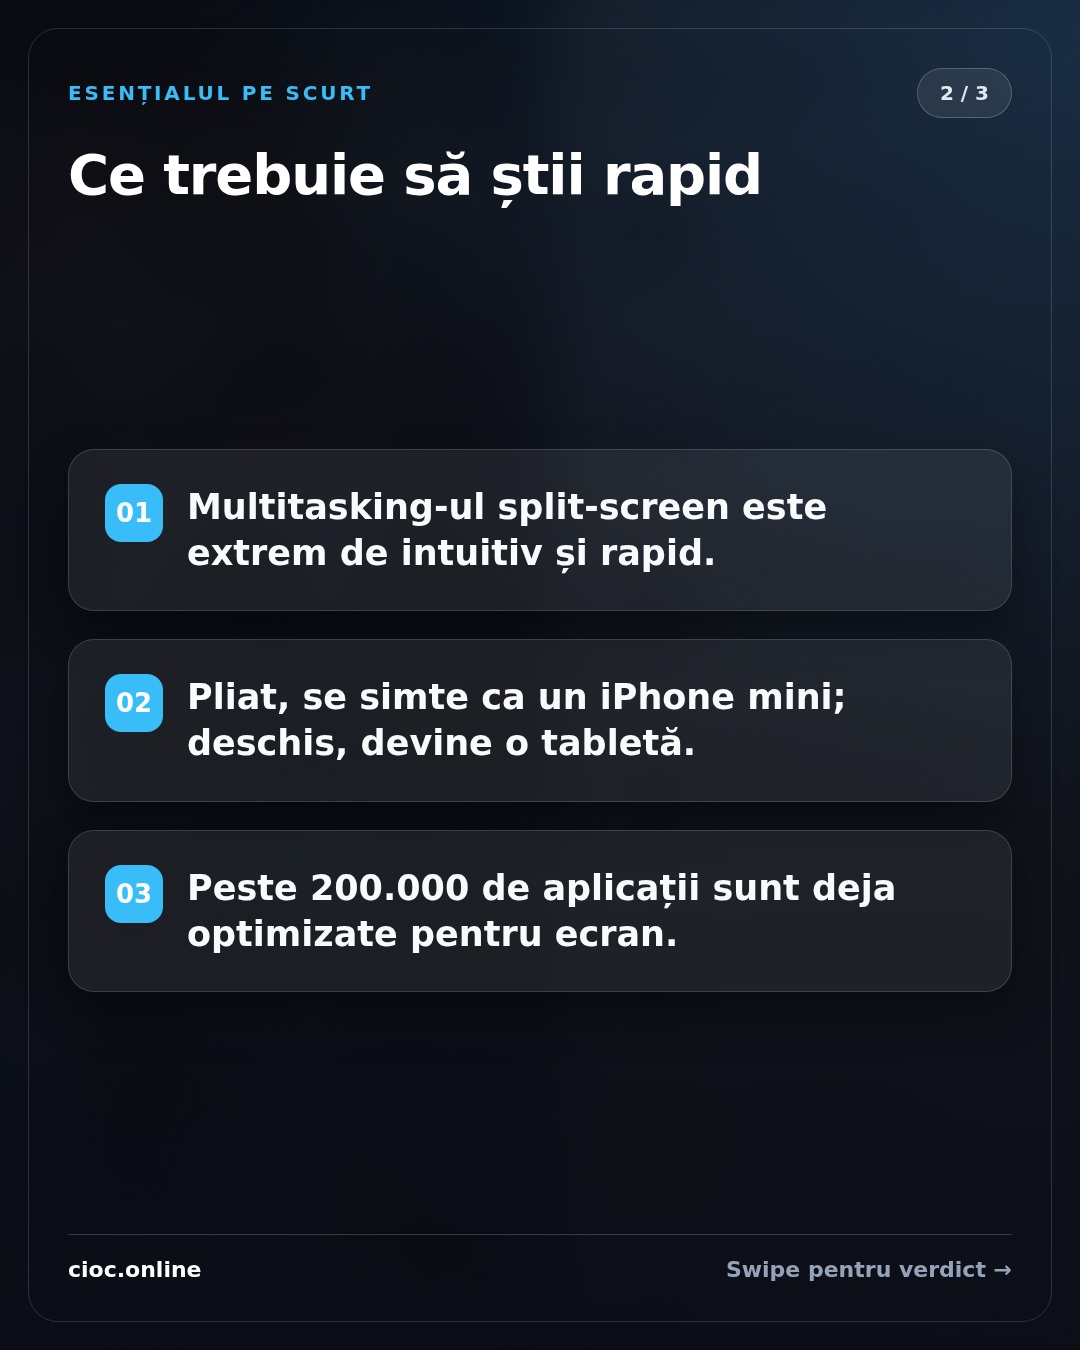 ESENȚIALUL PE SCURT
2 / 3
Ce trebuie să știi rapid
01
Multitasking-ul split-screen este
extrem de intuitiv și rapid.
02
Pliat, se simte ca un iPhone mini;
deschis, devine o tabletă.
03
Peste 200.000 de aplicații sunt deja
optimizate pentru ecran.
cioc.online
Swipe pentru verdict →